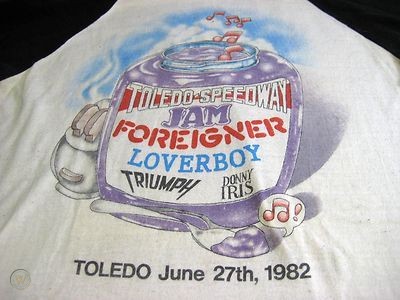 TOLEDO·SPEEDWAY
JAM
FOREIGNER
LOVERBOY
TRIUMPH
DONNY
IRIS
TOLEDO June 27th, 1982